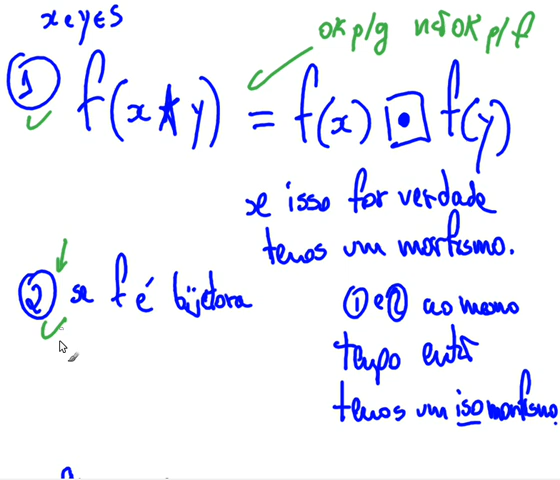 x e y ∈ S
ok p/g não ok p/f
① f(x ★ y) = f(x) ⊡ f(y)
se isso for verdade
temos um morfismo.
② se f é bijetora
① e ② ao mesmo
tempo então
temos um isomorfismo.